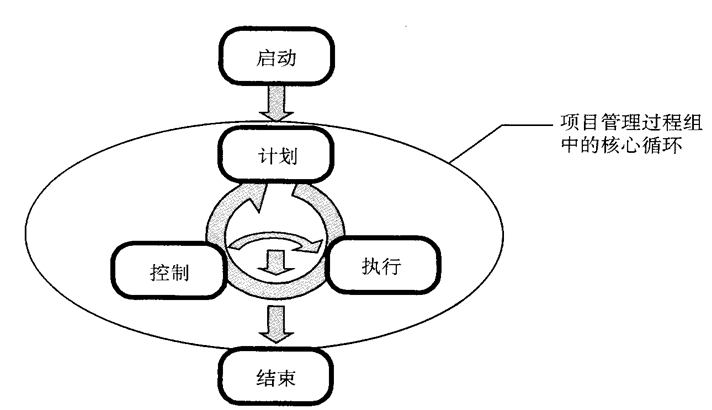 启动
项目管理过程组
中的核心循环
计划
控制
执行
结束